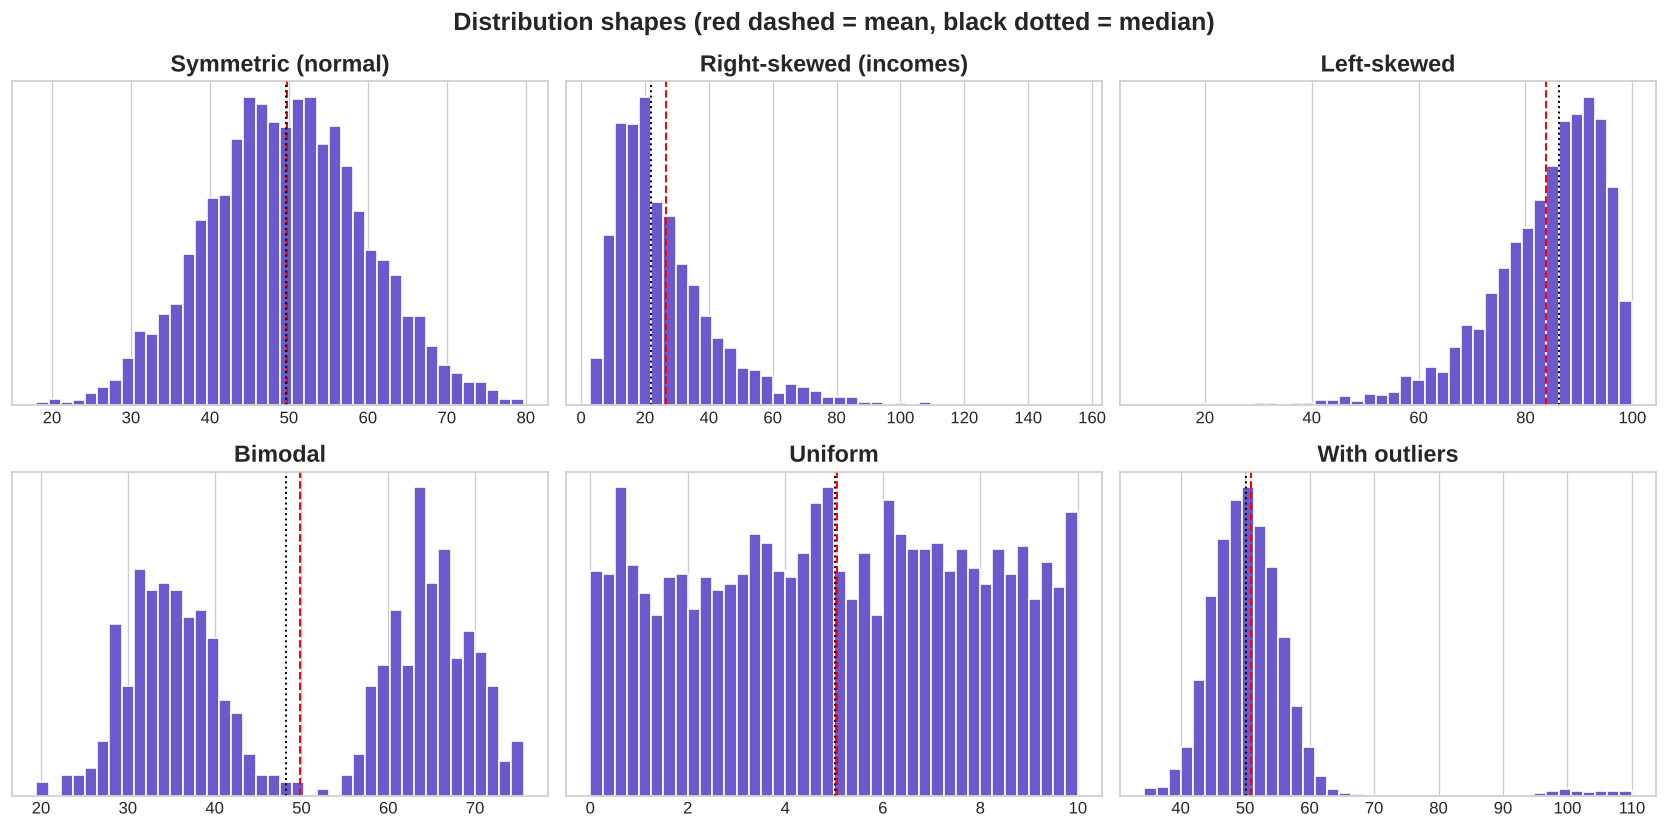 Distribution shapes (red dashed = mean, black dotted = median)
Symmetric (normal)
20 30 40 50 60 70 80
Right-skewed (incomes)
0 20 40 60 80 100 120 140 160
Left-skewed
20 40 60 80 100
Bimodal
20 30 40 50 60 70
Uniform
0 2 4 6 8 10
With outliers
40 50 60 70 80 90 100 110